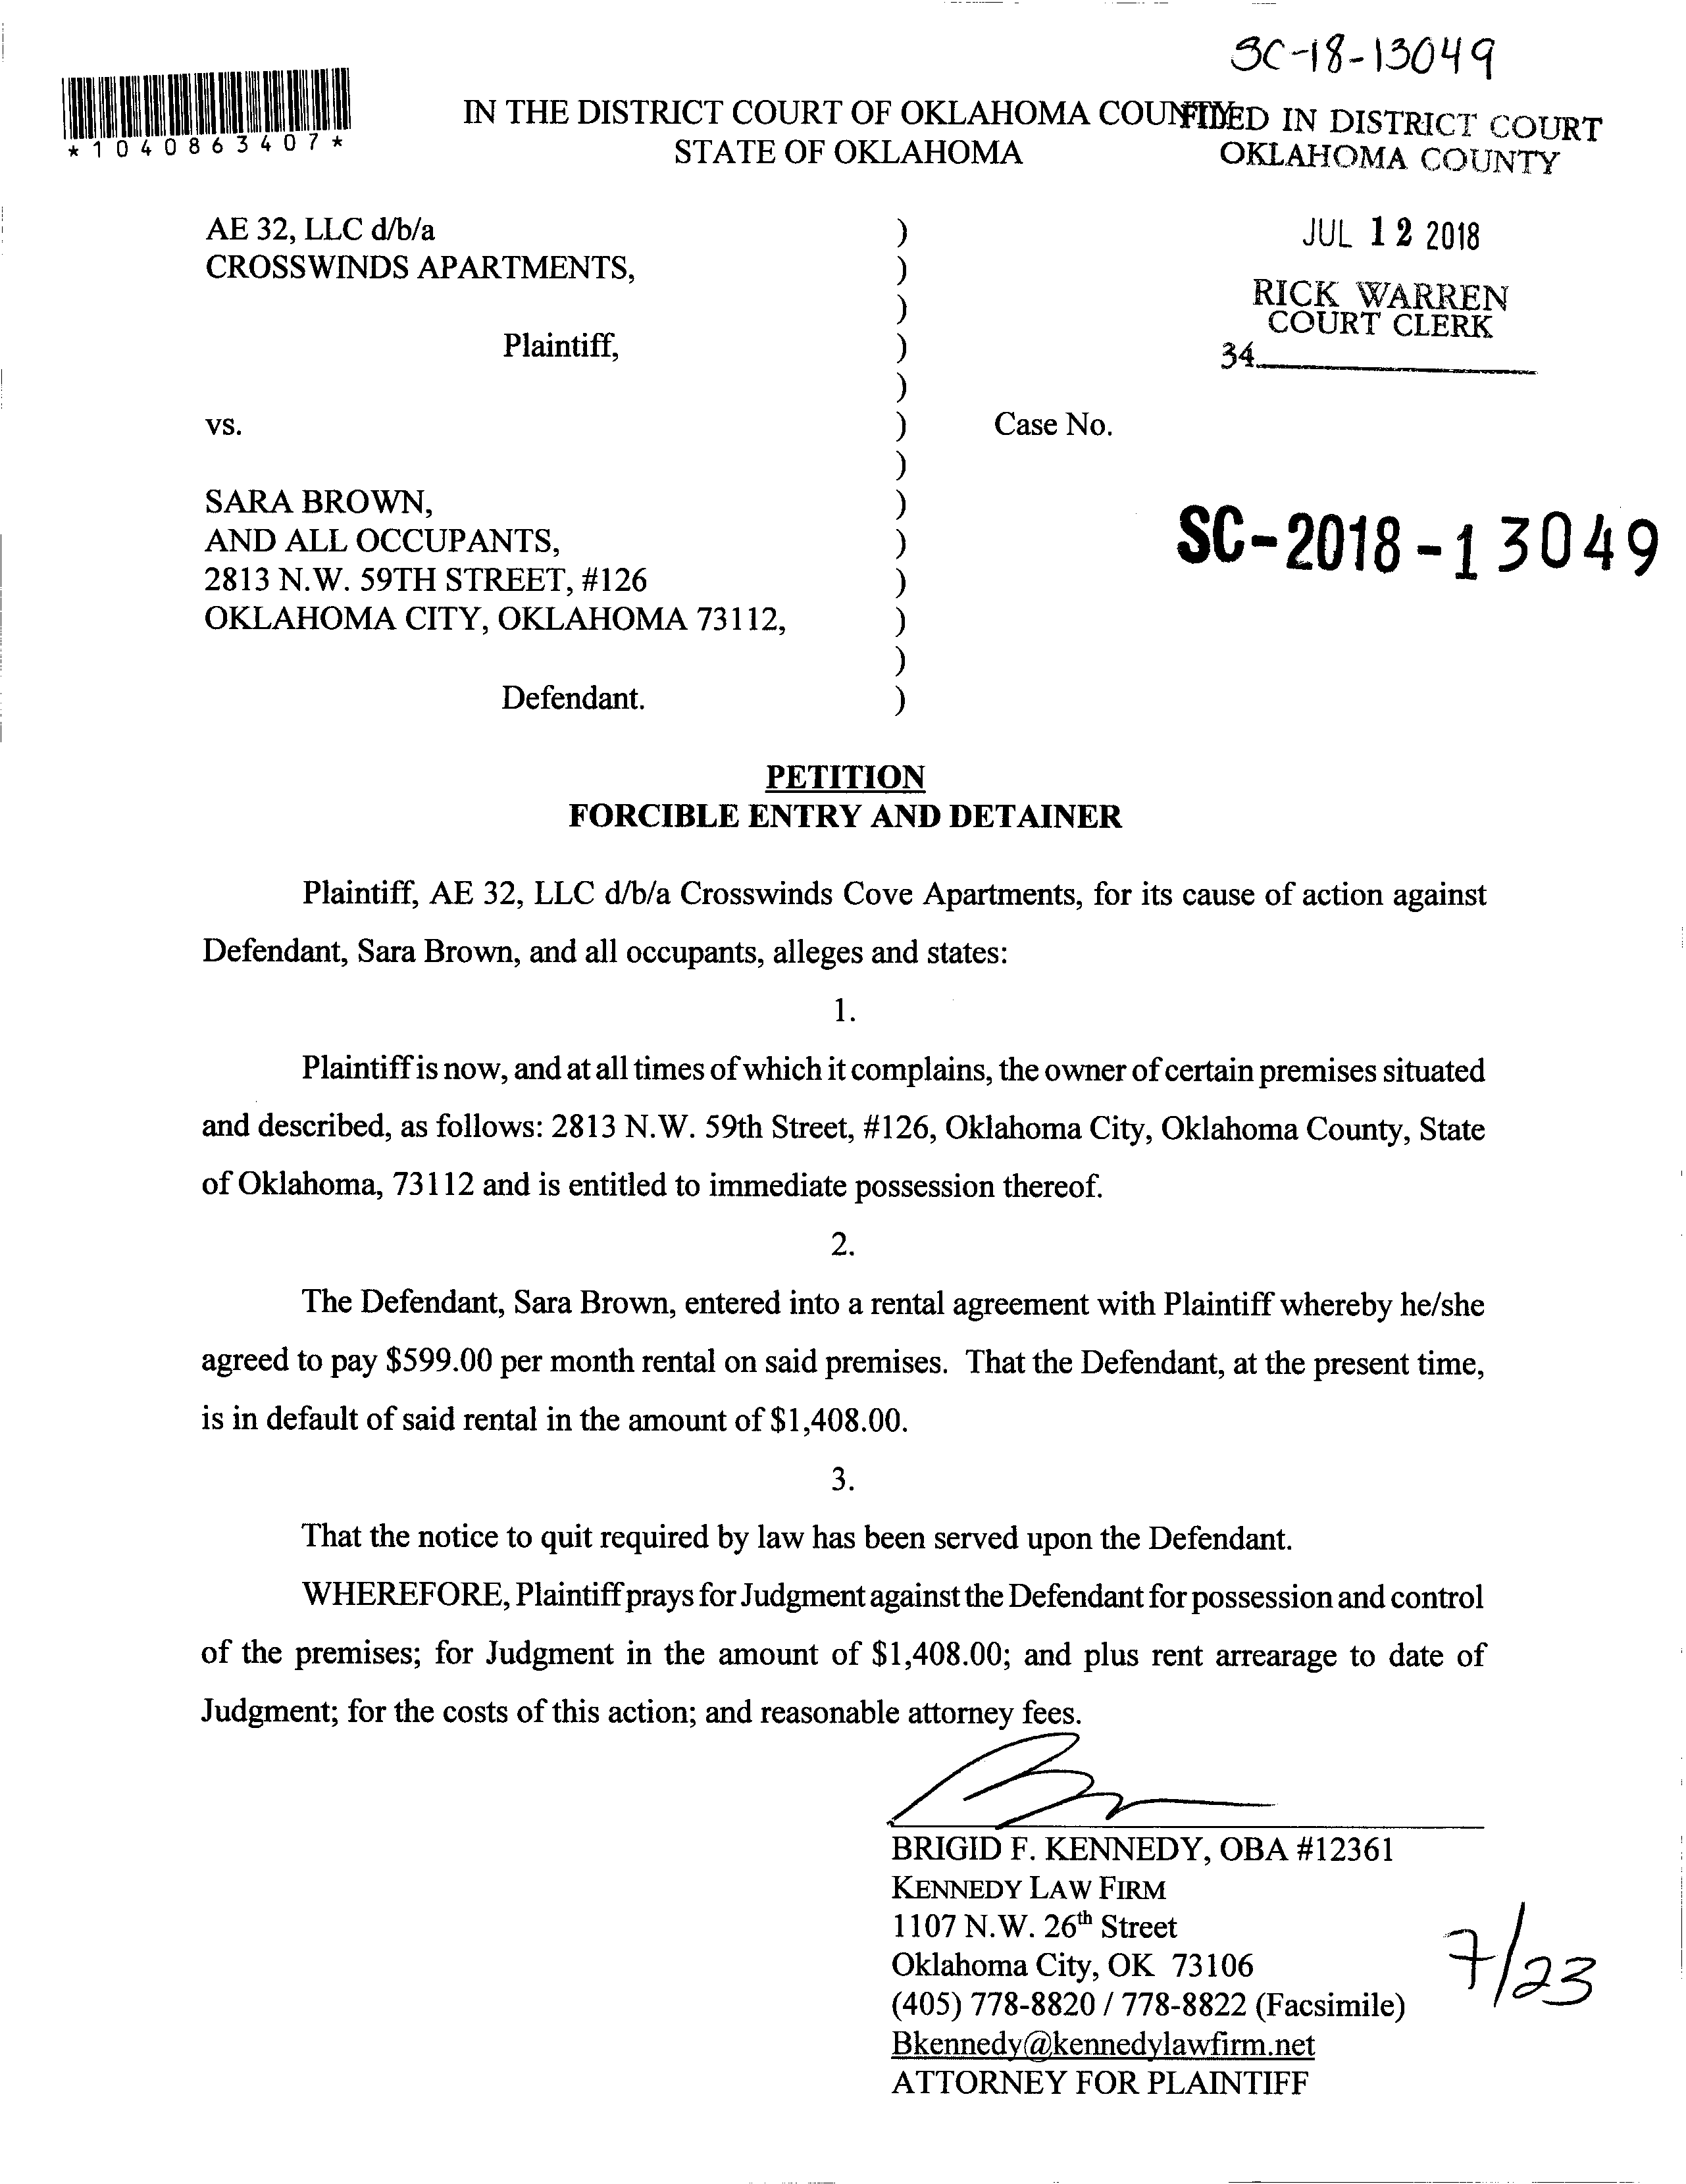 SC-18-13049
*1040863407*
IN THE DISTRICT COURT OF OKLAHOMA COUNTY
STATE OF OKLAHOMA
FILED IN DISTRICT COURT
OKLAHOMA COUNTY
JUL 12 2018
RICK WARREN
COURT CLERK
34
AE 32, LLC d/b/a )
CROSSWINDS APARTMENTS, )
)
Plaintiff, )
)
vs. ) Case No.
)
SARA BROWN, )
AND ALL OCCUPANTS, )
2813 N.W. 59TH STREET, #126 )
OKLAHOMA CITY, OKLAHOMA 73112, )
)
Defendant. )
SC-2018-13049
PETITION
FORCIBLE ENTRY AND DETAINER
Plaintiff, AE 32, LLC d/b/a Crosswinds Cove Apartments, for its cause of action against
Defendant, Sara Brown, and all occupants, alleges and states:
1.
Plaintiff is now, and at all times of which it complains, the owner of certain premises situated
and described, as follows: 2813 N.W. 59th Street, #126, Oklahoma City, Oklahoma County, State
of Oklahoma, 73112 and is entitled to immediate possession thereof.
2.
The Defendant, Sara Brown, entered into a rental agreement with Plaintiff whereby he/she
agreed to pay $599.00 per month rental on said premises. That the Defendant, at the present time,
is in default of said rental in the amount of $1,408.00.
3.
That the notice to quit required by law has been served upon the Defendant.
WHEREFORE, Plaintiff prays for Judgment against the Defendant for possession and control
of the premises; for Judgment in the amount of $1,408.00; and plus rent arrearage to date of
Judgment; for the costs of this action; and reasonable attorney fees.
BRIGID F. KENNEDY, OBA #12361
KENNEDY LAW FIRM
1107 N.W. 26th Street
Oklahoma City, OK 73106
(405) 778-8820 / 778-8822 (Facsimile)
Bkennedy@kennedylawfirm.net
ATTORNEY FOR PLAINTIFF
7/23